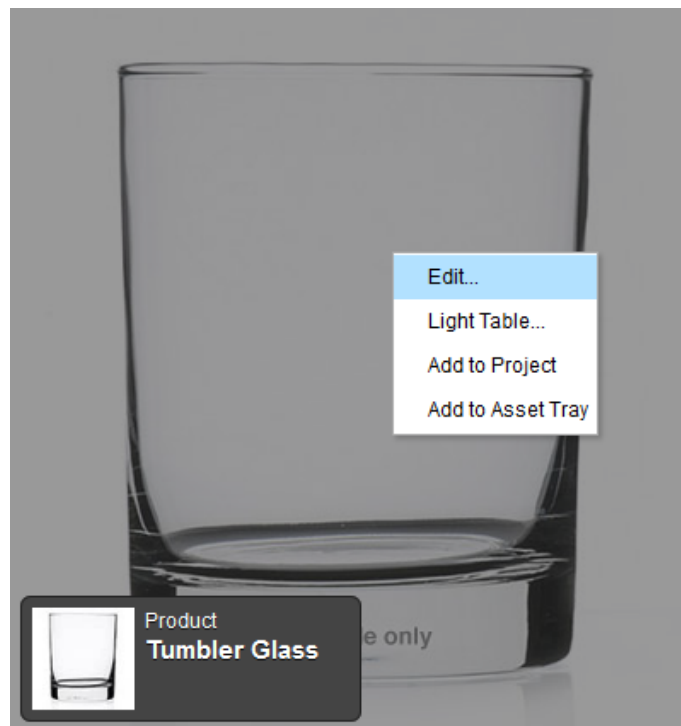 Edit...
Light Table...
Add to Project
Add to Asset Tray
Product
Tumbler Glass
only